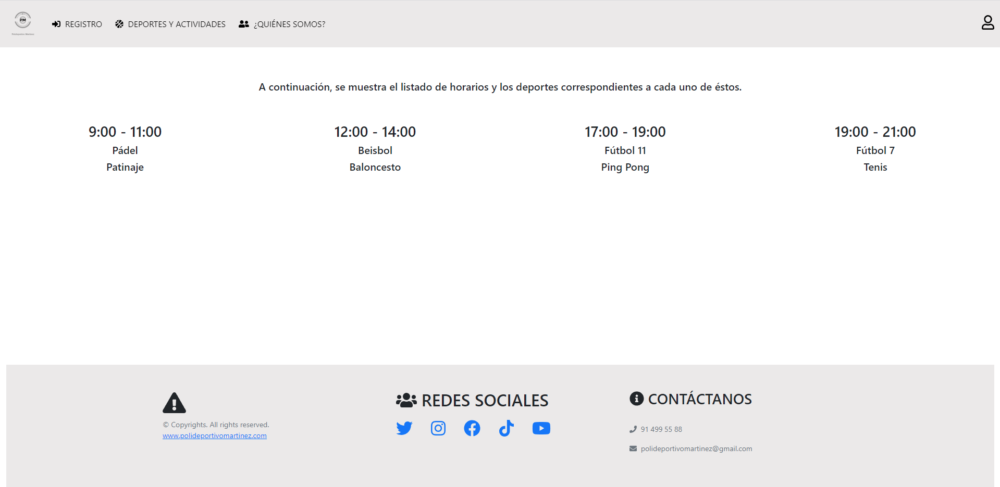 PM
Polideportivo Martínez
REGISTRO
DEPORTES Y ACTIVIDADES
¿QUIÉNES SOMOS?
A continuación, se muestra el listado de horarios y los deportes correspondientes a cada uno de éstos.
9:00 - 11:00
Pádel
Patinaje
12:00 - 14:00
Beisbol
Baloncesto
17:00 - 19:00
Fútbol 11
Ping Pong
19:00 - 21:00
Fútbol 7
Tenis
© Copyrights. All rights reserved.
www.polideportivomartinez.com
REDES SOCIALES
CONTÁCTANOS
91 499 55 88
polideportivomartinez@gmail.com